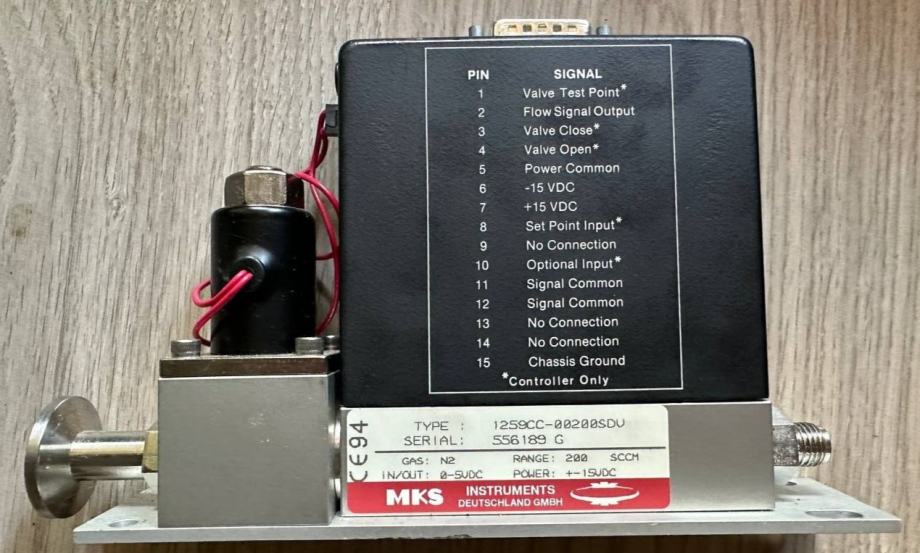 PIN SIGNAL
1 Valve Test Point*
2 Flow Signal Output
3 Valve Close*
4 Valve Open*
5 Power Common
6 -15 VDC
7 +15 VDC
8 Set Point Input*
9 No Connection
10 Optional Input*
11 Signal Common
12 Signal Common
13 No Connection
14 No Connection
15 Chassis Ground
*Controller Only
CE94
TYPE : 1259CC-00200SDV
SERIAL: 556189 G
GAS: N2 RANGE: 200 SCCM
IN/OUT: 0-5VDC POWER: +-15VDC
MKS INSTRUMENTS
DEUTSCHLAND GMBH